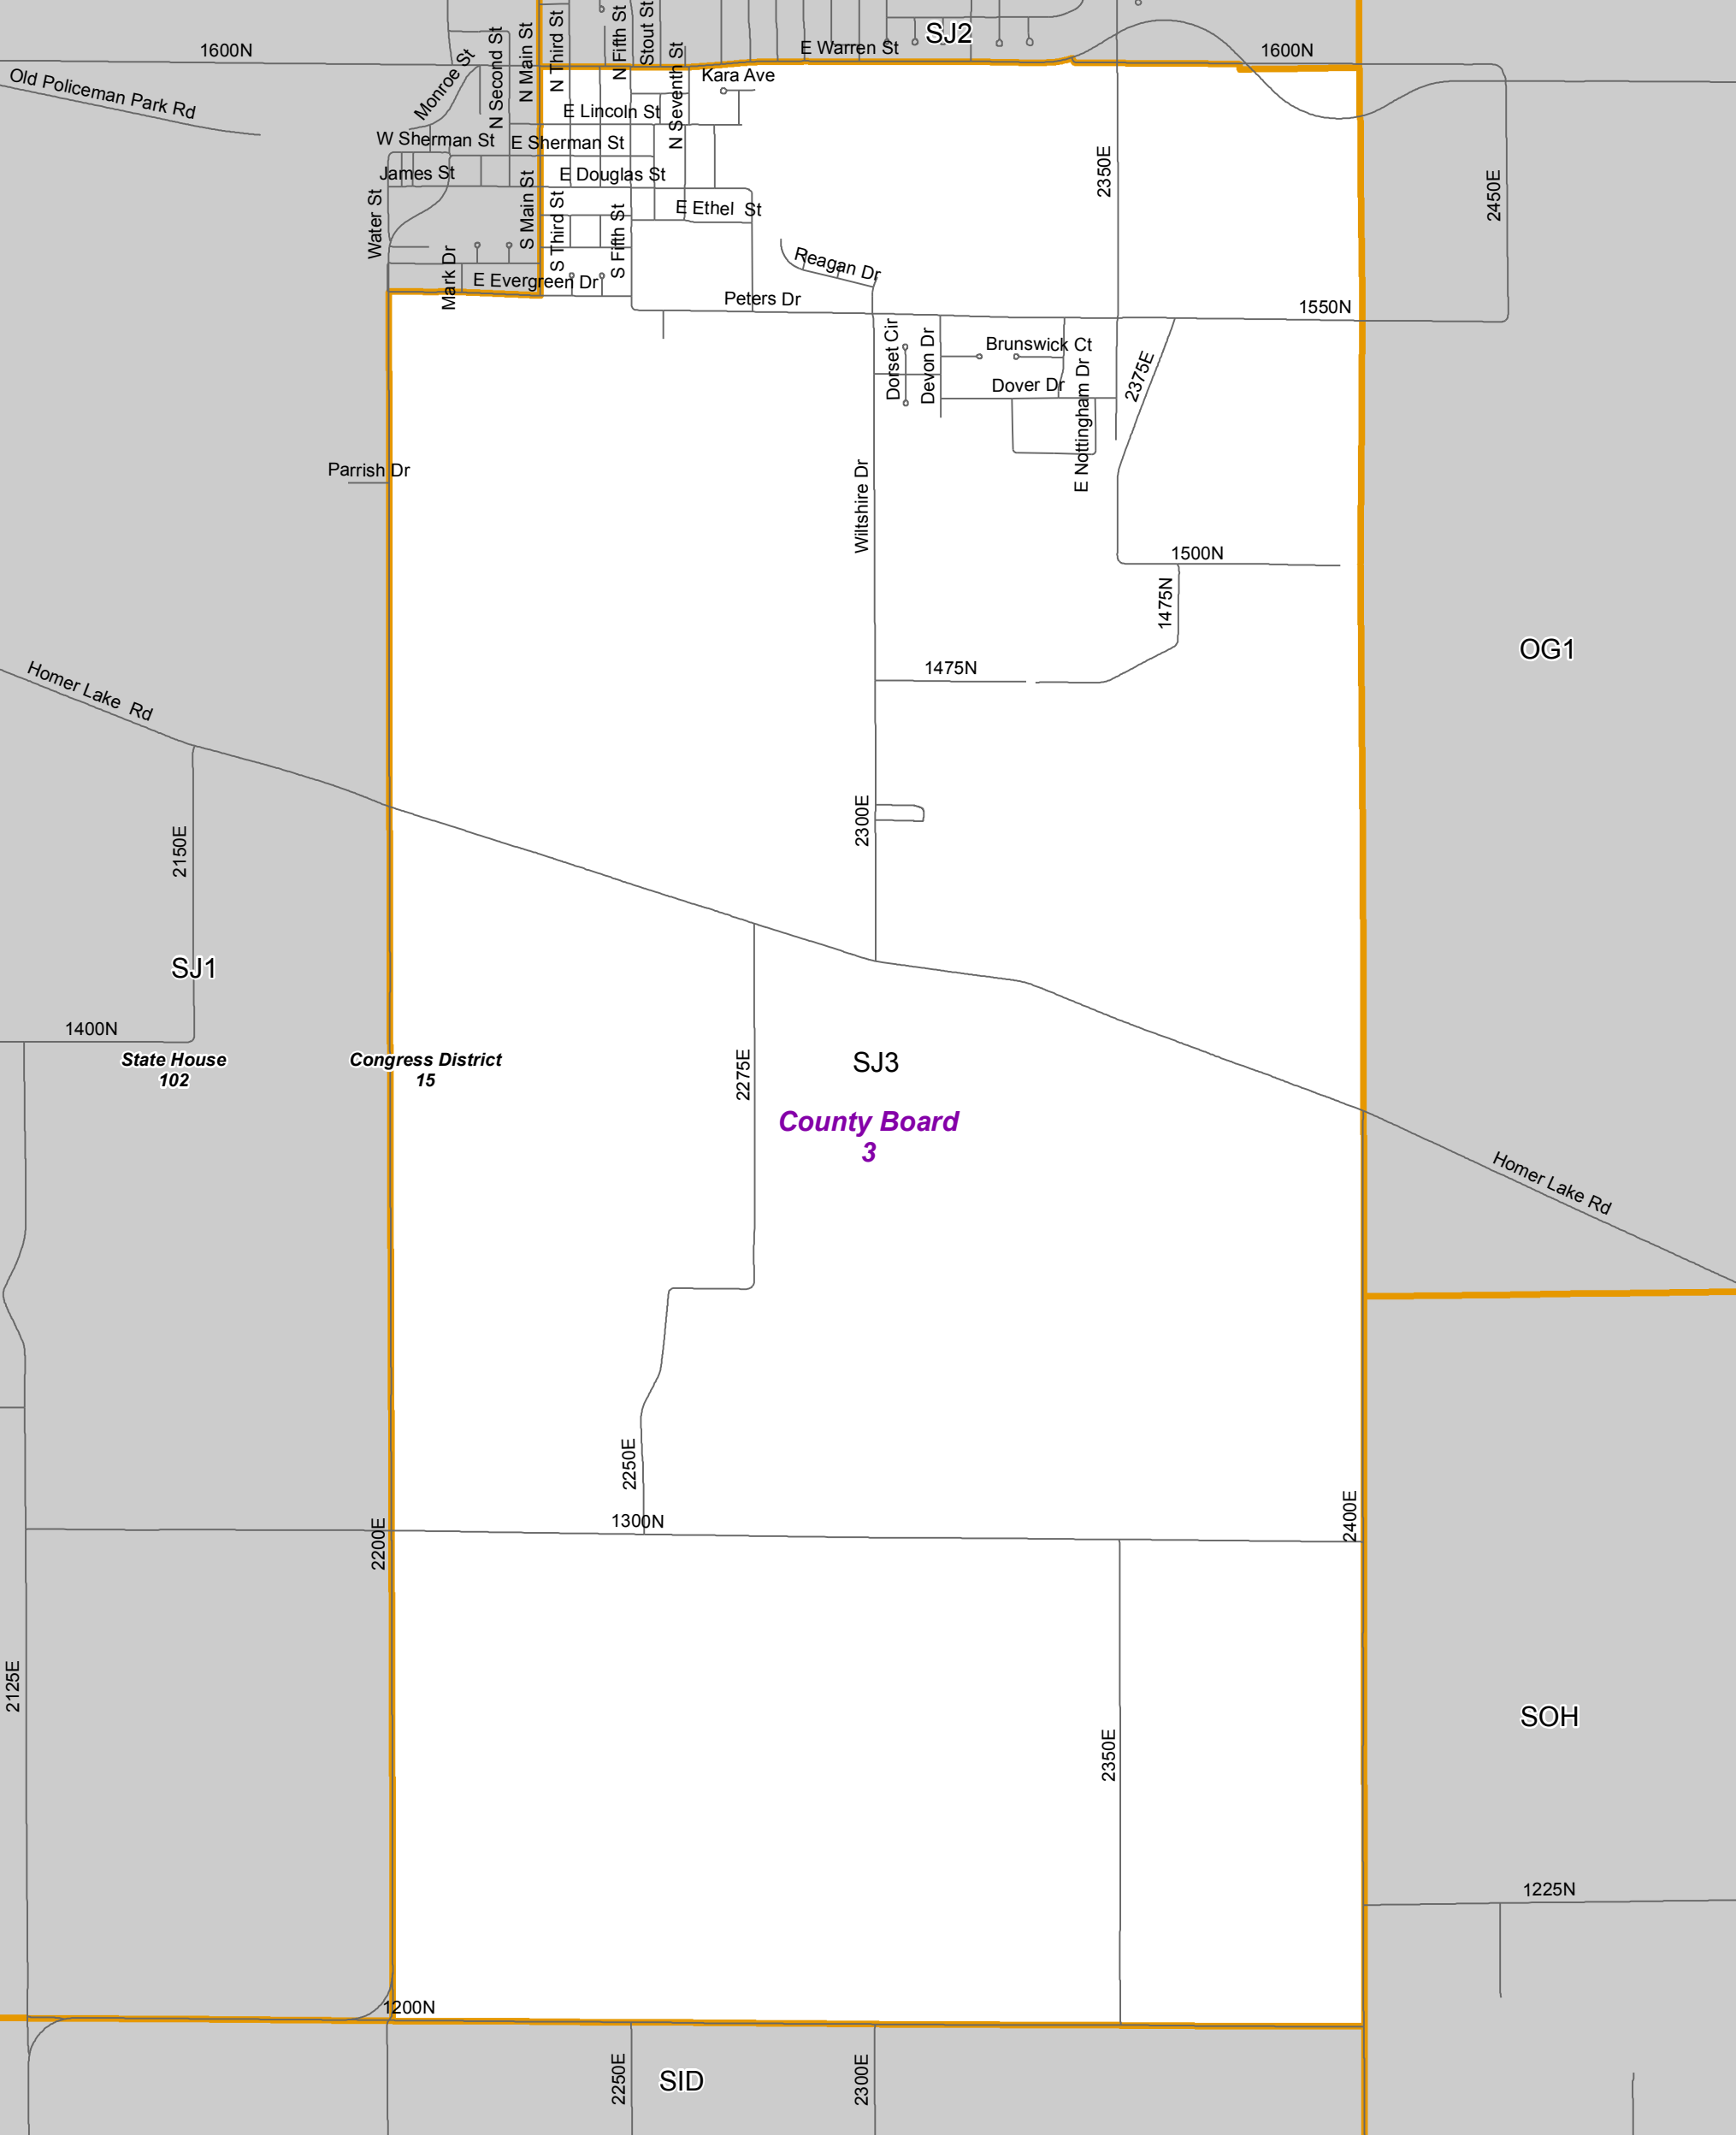 SJ2
1600N
E Warren St
1600N
N Second St
N Main St
N Third St
N Fifth St
Stout St
N Seventh St
Kara Ave
Old Policeman Park Rd
Monroe St
E Lincoln St
W Sherman St
E Sherman St
James St
E Douglas St
2350E
2450E
Water St
S Main St
S Third St
S Fifth St
E Ethel St
Reagan Dr
Mark Dr
E Evergreen Dr
Peters Dr
1550N
Dorset Cir
Devon Dr
Brunswick Ct
Dover Dr
E Nottingham Dr
2375E
Parrish Dr
Wiltshire Dr
1500N
1475N
OG1
1475N
Homer Lake Rd
2300E
2150E
SJ1
1400N
State House
102
Congress District
15
2275E
SJ3
County Board
3
Homer Lake Rd
2250E
2400E
1300N
2200E
2125E
SOH
2350E
1225N
1200N
2250E
SID
2300E